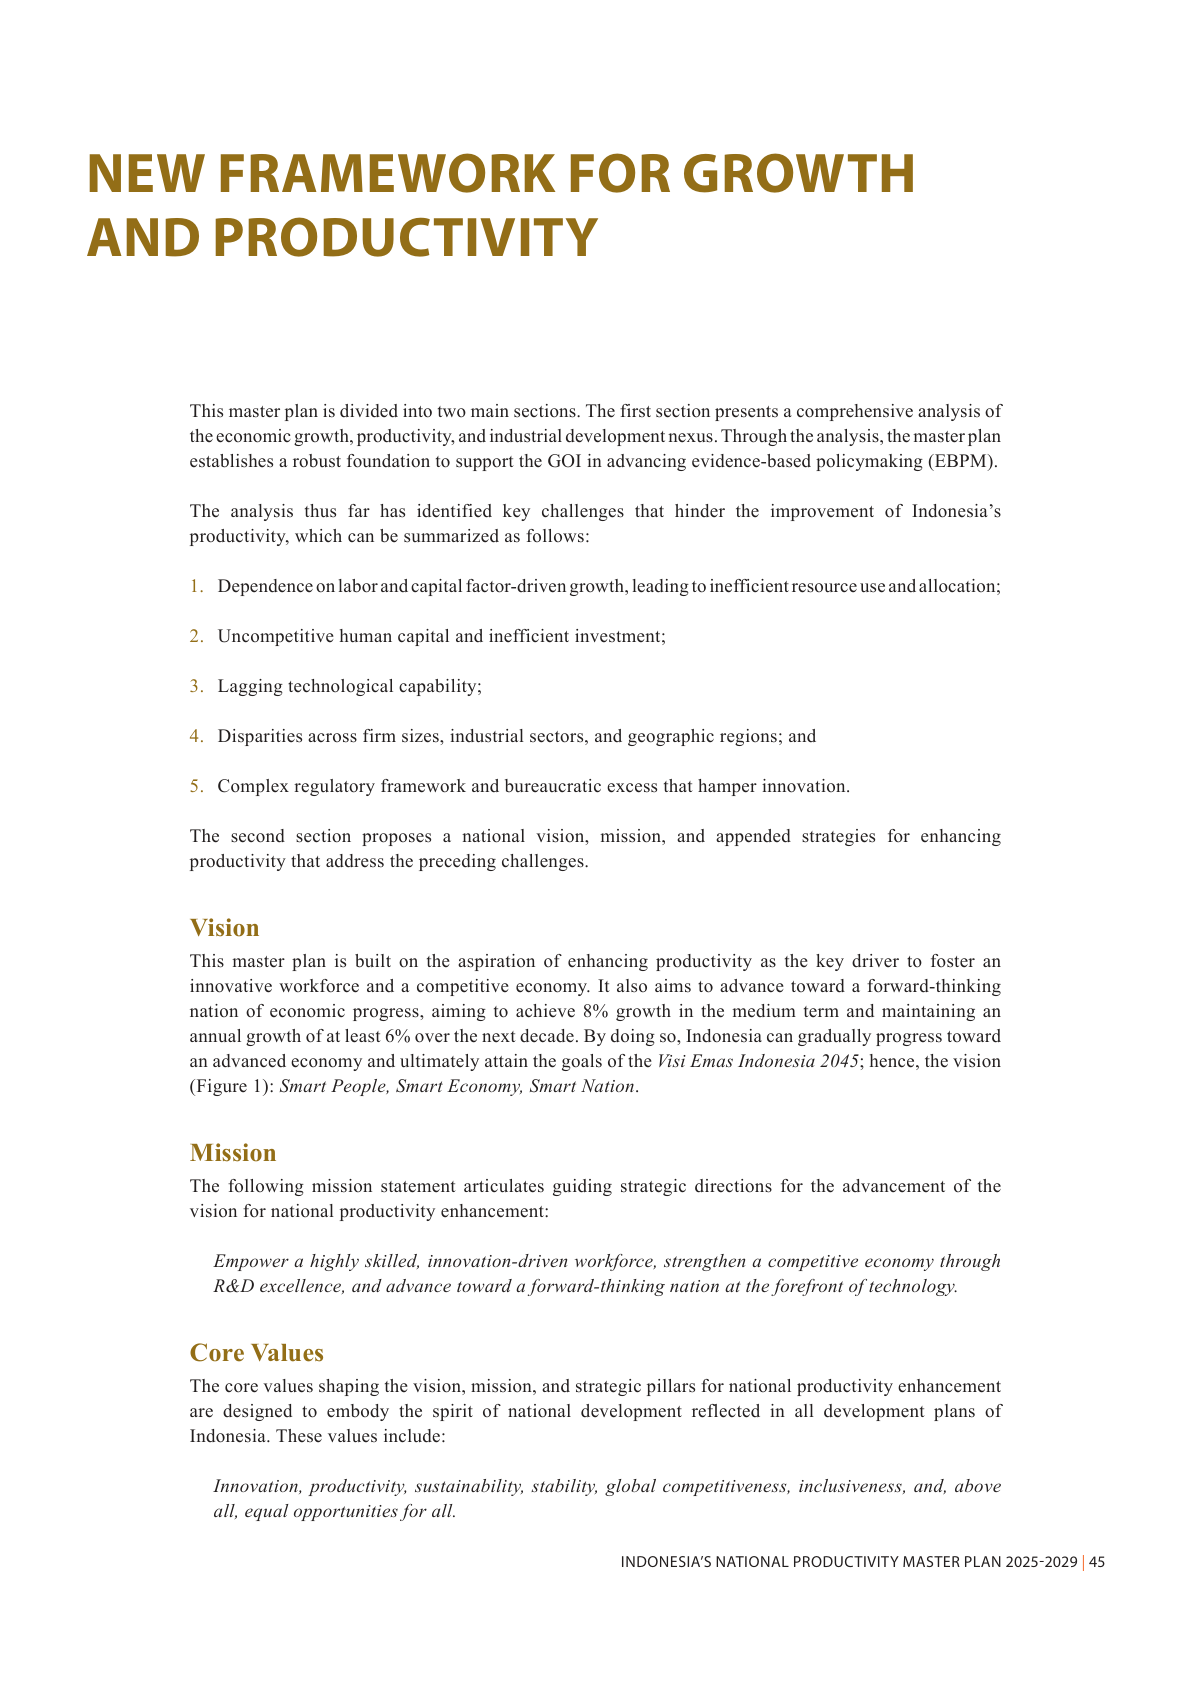 NEW FRAMEWORK FOR GROWTH
AND PRODUCTIVITY
This master plan is divided into two main sections. The first section presents a comprehensive analysis of
the economic growth, productivity, and industrial development nexus. Through the analysis, the master plan
establishes a robust foundation to support the GOI in advancing evidence-based policymaking (EBPM).
The analysis thus far has identified key challenges that hinder the improvement of Indonesia’s
productivity, which can be summarized as follows:
1. Dependence on labor and capital factor-driven growth, leading to inefficient resource use and allocation;
2. Uncompetitive human capital and inefficient investment;
3. Lagging technological capability;
4. Disparities across firm sizes, industrial sectors, and geographic regions; and
5. Complex regulatory framework and bureaucratic excess that hamper innovation.
The second section proposes a national vision, mission, and appended strategies for enhancing
productivity that address the preceding challenges.
Vision
This master plan is built on the aspiration of enhancing productivity as the key driver to foster an
innovative workforce and a competitive economy. It also aims to advance toward a forward-thinking
nation of economic progress, aiming to achieve 8% growth in the medium term and maintaining an
annual growth of at least 6% over the next decade. By doing so, Indonesia can gradually progress toward
an advanced economy and ultimately attain the goals of the Visi Emas Indonesia 2045; hence, the vision
(Figure 1): Smart People, Smart Economy, Smart Nation.
Mission
The following mission statement articulates guiding strategic directions for the advancement of the
vision for national productivity enhancement:
Empower a highly skilled, innovation-driven workforce, strengthen a competitive economy through
R&D excellence, and advance toward a forward-thinking nation at the forefront of technology.
Core Values
The core values shaping the vision, mission, and strategic pillars for national productivity enhancement
are designed to embody the spirit of national development reflected in all development plans of
Indonesia. These values include:
Innovation, productivity, sustainability, stability, global competitiveness, inclusiveness, and, above
all, equal opportunities for all.
INDONESIA’S NATIONAL PRODUCTIVITY MASTER PLAN 2025-2029 | 45